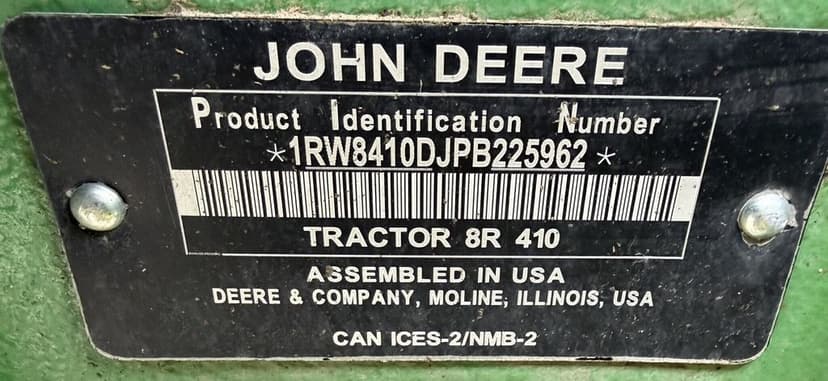 JOHN DEERE
Product Identification Number
*1RW8410DJPB225962*
TRACTOR 8R 410
ASSEMBLED IN USA
DEERE & COMPANY, MOLINE, ILLINOIS, USA
CAN ICES-2/NMB-2